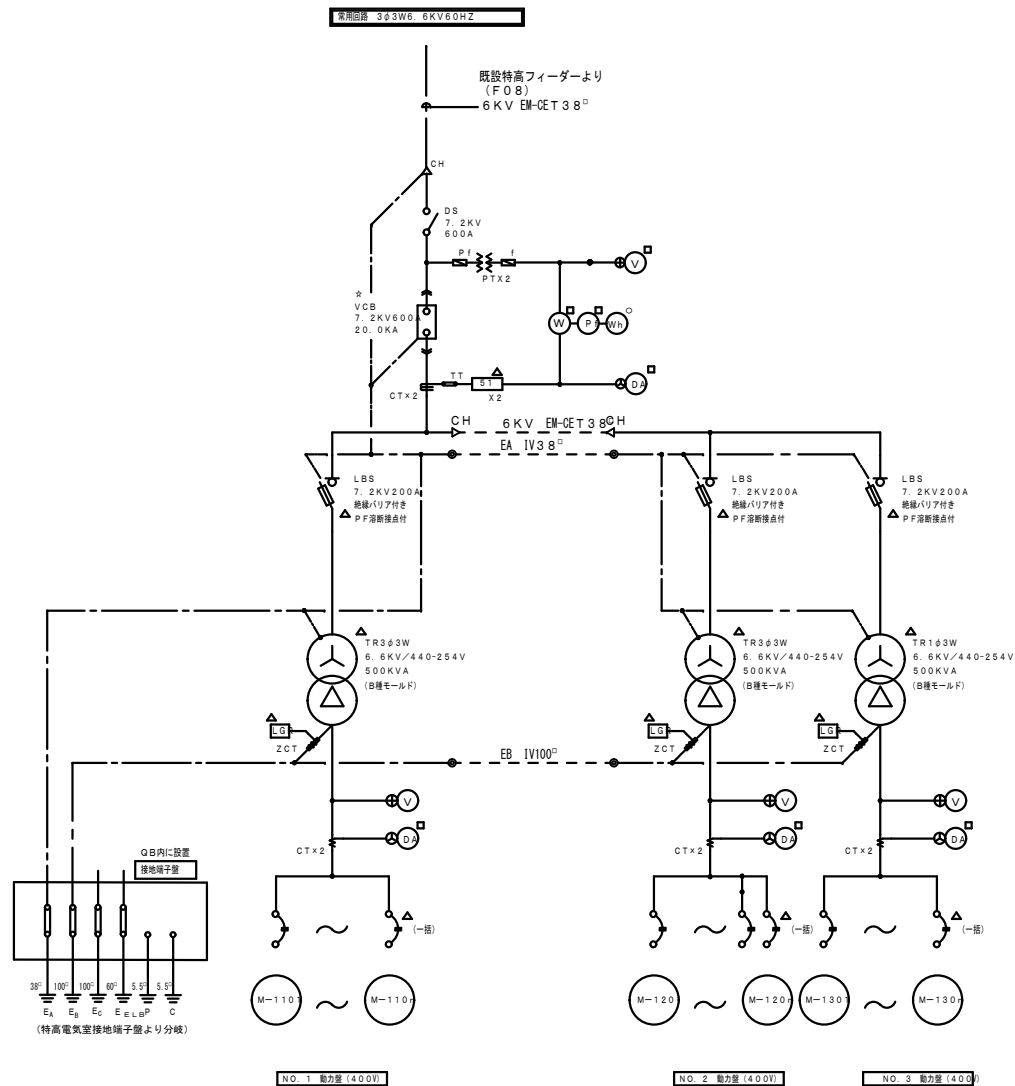 常用回路 3φ3W6.6KV60HZ
既設特高フィーダーより
(F08)
6KV EM-CET38□
CH
DS
7.2KV
600A
Pf
f
PTX2
V
☆
VCB
7.2KV600A
20.0KA
W
Pf
Wh
TT
51
X2
CT×2
DA
CH
6KV EM-CET38□
CH
EA IV38□
LBS
7.2KV200A
絶縁バリア付き
PF溶断接点付
LBS
7.2KV200A
絶縁バリア付き
PF溶断接点付
LBS
7.2KV200A
絶縁バリア付き
PF溶断接点付
TR3φ3W
6.6KV/440-254V
500KVA
(B種モールド)
TR3φ3W
6.6KV/440-254V
500KVA
(B種モールド)
TR1φ3W
6.6KV/440-254V
500KVA
(B種モールド)
ZCT
ZCT
ZCT
EB IV100□
V
V
V
DA
DA
DA
CT×2
CT×2
CT×2
QB内に設置
接地端子盤
(一括)
(一括)
(一括)
38□
100□
100□
60□
5.5□
5.5□
EA
EB
EC
EELB
P
C
(特高電気室接地端子盤より分岐)
M-1101
～
M-110n
M-120
～
M-120n
M-1301
～
M-130n
NO.1 動力盤(400V)
NO.2 動力盤(400V)
NO.3 動力盤(400V)